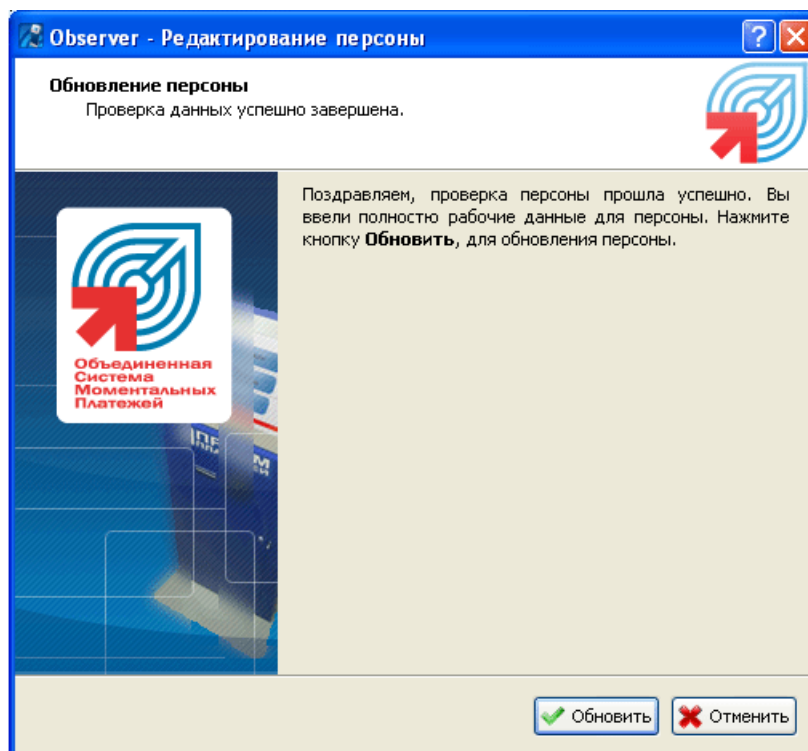 Observer - Редактирование персоны
Обновление персоны
Проверка данных успешно завершена.
Поздравляем, проверка персоны прошла успешно. Вы
ввели полностю рабочие данные для персоны. Нажмите
кнопку Обновить, для обновления персоны.
Объединенная
Система
Моментальных
Платежей
Обновить
Отменить